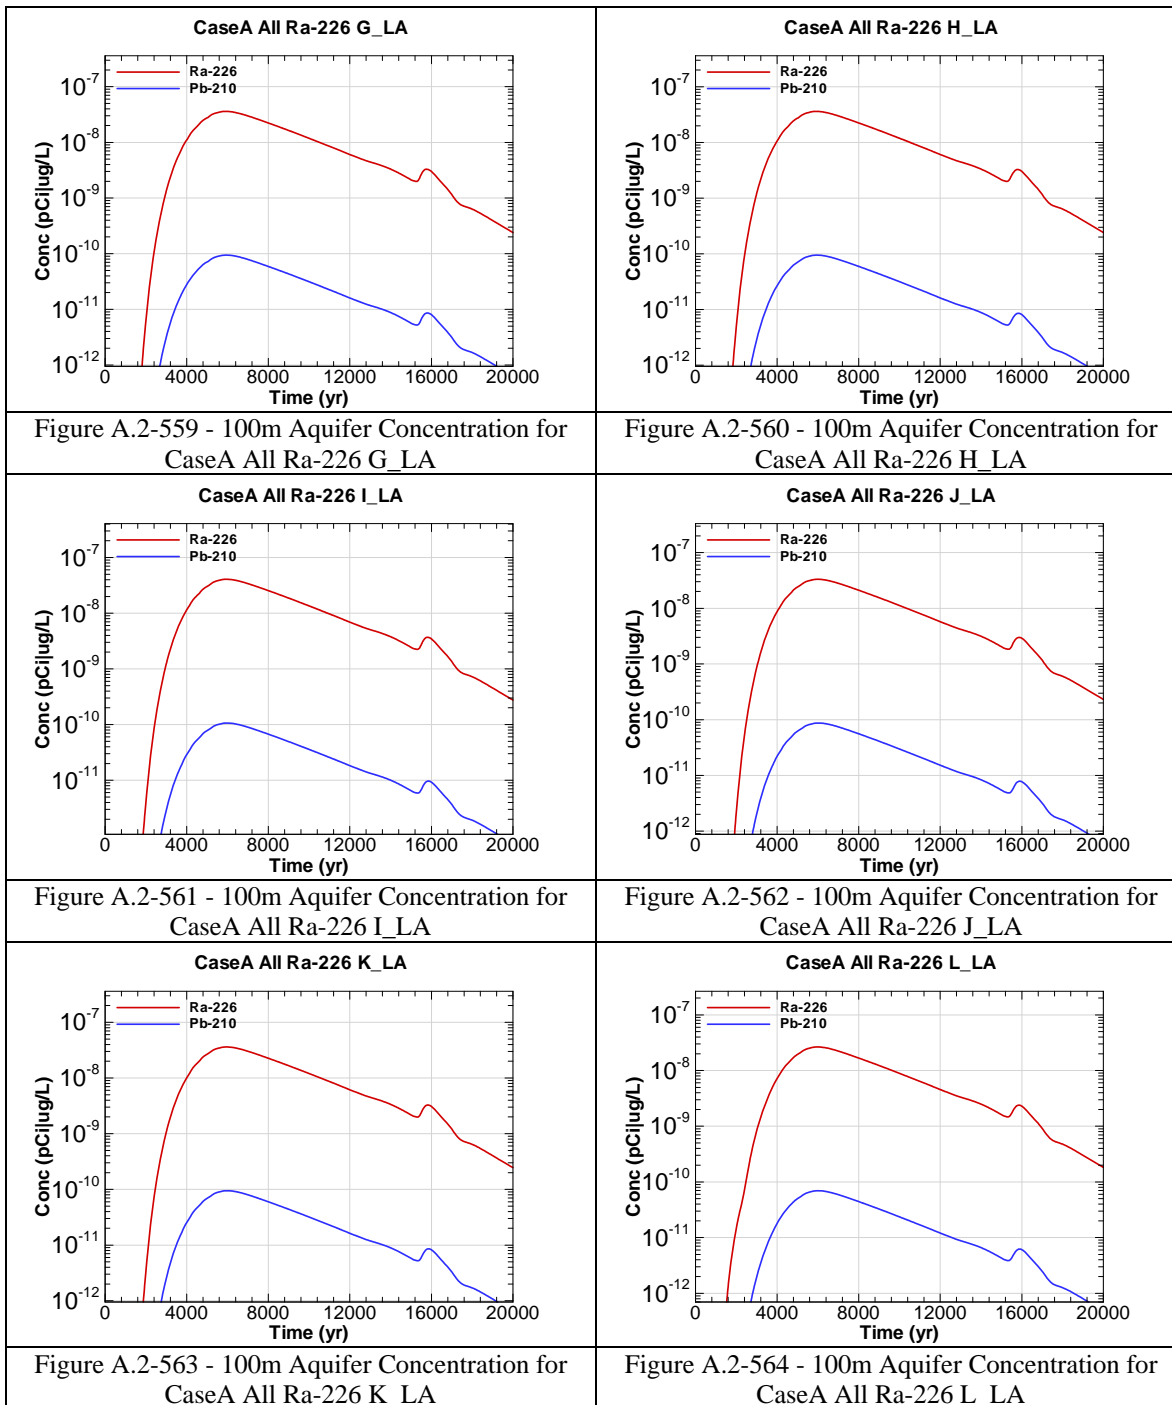 CaseA All Ra-226 G_LA
Ra-226
Pb-210
10-7
10-8
10-9
10-10
10-11
10-12
Conc (pCi|ug/L)
0 4000 8000 12000 16000 20000
Time (yr)
Figure A.2-559 - 100m Aquifer Concentration for
CaseA All Ra-226 G_LA
CaseA All Ra-226 H_LA
Ra-226
Pb-210
10-7
10-8
10-9
10-10
10-11
10-12
Conc (pCi|ug/L)
0 4000 8000 12000 16000 20000
Time (yr)
Figure A.2-560 - 100m Aquifer Concentration for
CaseA All Ra-226 H_LA
CaseA All Ra-226 I_LA
Ra-226
Pb-210
10-7
10-8
10-9
10-10
10-11
Conc (pCi|ug/L)
0 4000 8000 12000 16000 20000
Time (yr)
Figure A.2-561 - 100m Aquifer Concentration for
CaseA All Ra-226 I_LA
CaseA All Ra-226 J_LA
Ra-226
Pb-210
10-7
10-8
10-9
10-10
10-11
10-12
Conc (pCi|ug/L)
0 4000 8000 12000 16000 20000
Time (yr)
Figure A.2-562 - 100m Aquifer Concentration for
CaseA All Ra-226 J_LA
CaseA All Ra-226 K_LA
Ra-226
Pb-210
10-7
10-8
10-9
10-10
10-11
10-12
Conc (pCi|ug/L)
0 4000 8000 12000 16000 20000
Time (yr)
Figure A.2-563 - 100m Aquifer Concentration for
CaseA All Ra-226 K_LA
CaseA All Ra-226 L_LA
Ra-226
Pb-210
10-7
10-8
10-9
10-10
10-11
10-12
Conc (pCi|ug/L)
0 4000 8000 12000 16000 20000
Time (yr)
Figure A.2-564 - 100m Aquifer Concentration for
CaseA All Ra-226 L_LA